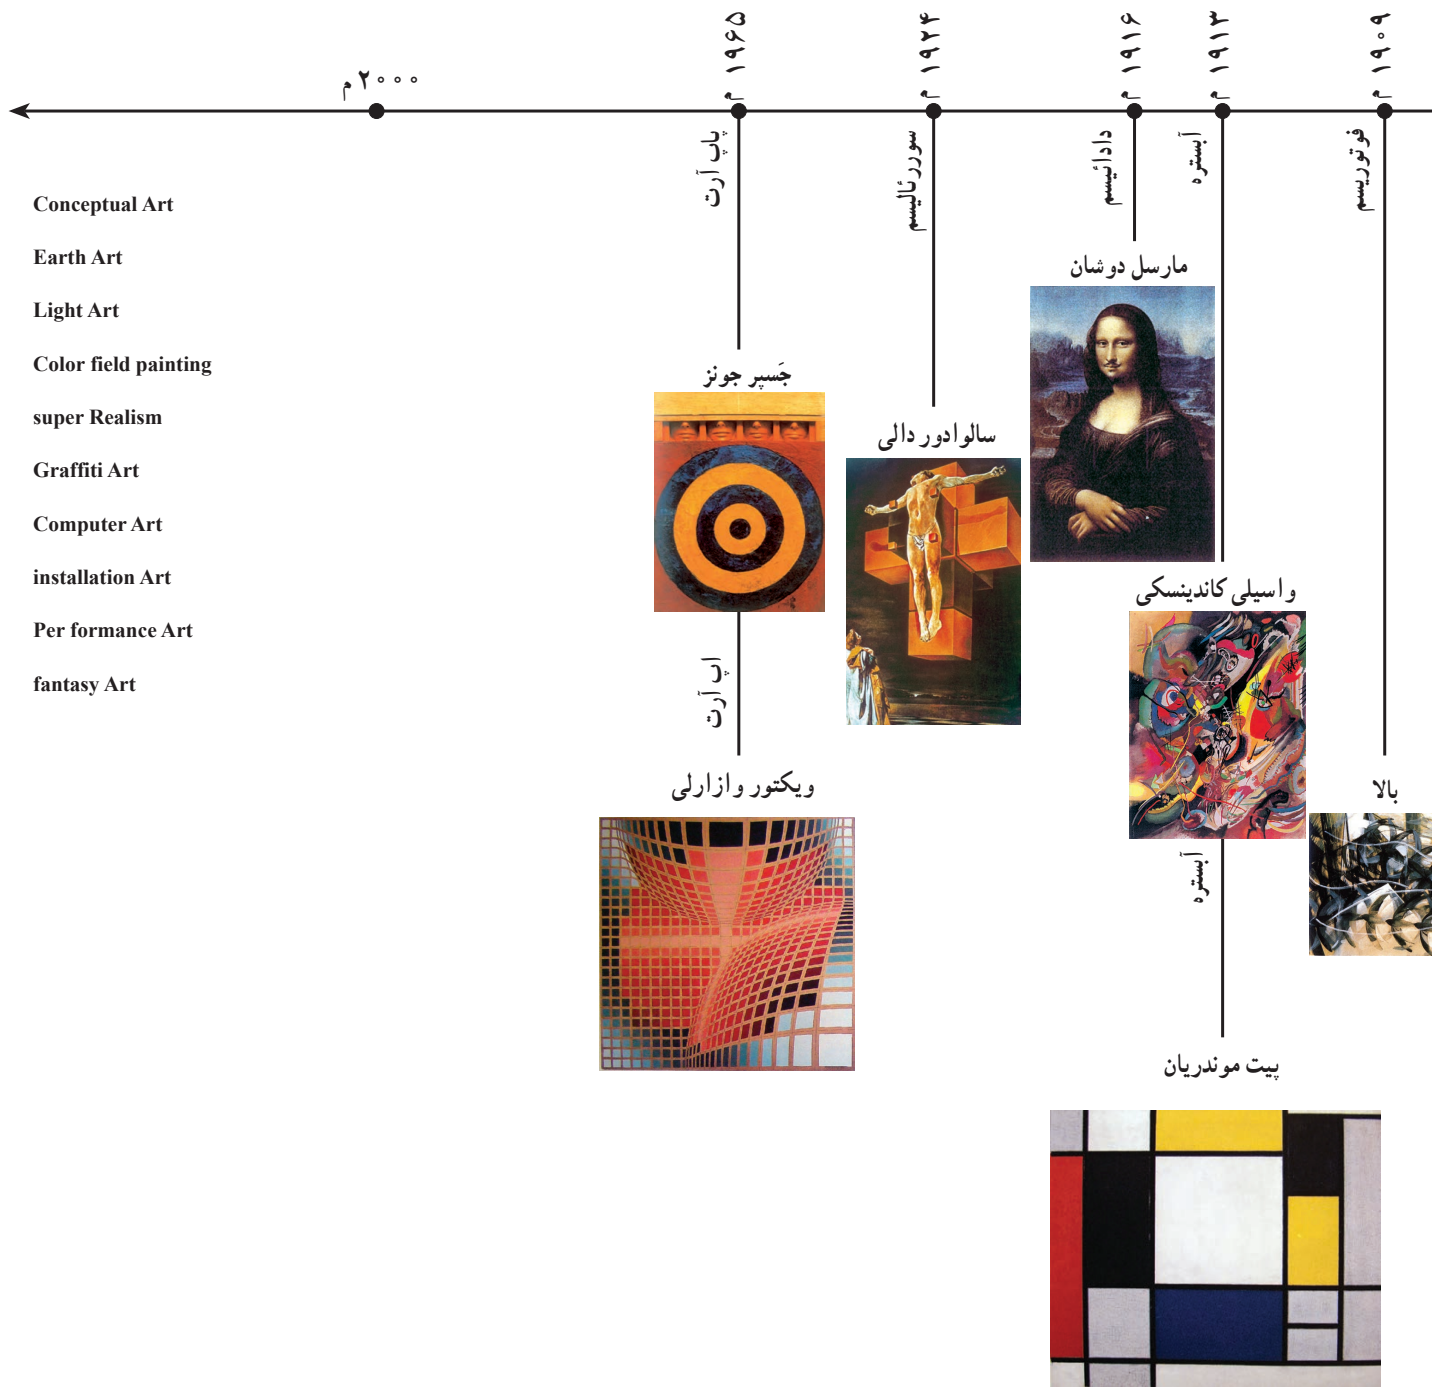 ۱۹۰۹ م
۱۹۱۳ م
۱۹۱۶ م
۱۹۲۴ م
۱۹۶۵ م
۲۰۰۰ م
فوتوریسم
بالا
آبستره
واسیلی کاندینسکی
آبستره
پیت موندریان
دادائیسم
مارسل دوشان
سوررئالیسم
سالوادور دالی
پاپ آرت
جَسپر جونز
اپ آرت
ویکتور وازارلی
Conceptual Art
Earth Art
Light Art
Color field painting
super Realism
Graffiti Art
Computer Art
installation Art
Per formance Art
fantasy Art